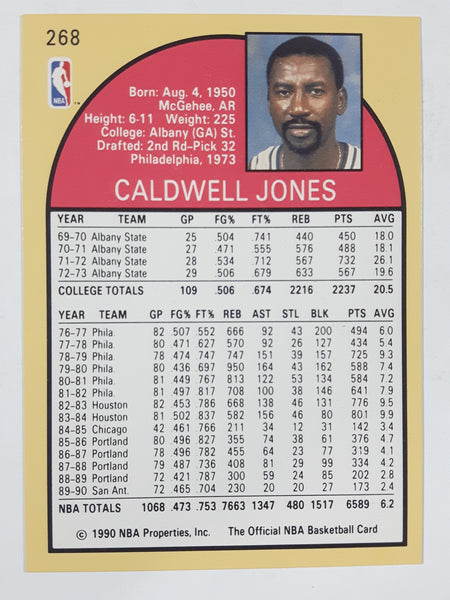 268
NBA
Born: Aug. 4, 1950
McGehee, AR
Height: 6-11 Weight: 225
College: Albany (GA) St.
Drafted: 2nd Rd-Pick 32
Philadelphia, 1973
CALDWELL JONES
YEAR TEAM GP FG% FT% REB PTS AVG
69-70 Albany State 25 .504 .741 440 450 18.0
70-71 Albany State 27 .471 .555 576 488 18.1
71-72 Albany State 28 .534 .712 567 732 26.1
72-73 Albany State 29 .506 .679 633 567 19.6
COLLEGE TOTALS 109 .506 .674 2216 2237 20.5
YEAR TEAM GP FG% FT% REB AST STL BLK PTS AVG
76-77 Phila. 82 .507 .552 666 92 43 200 494 6.0
77-78 Phila. 80 .471 .627 570 92 26 127 434 5.4
78-79 Phila. 78 .474 .747 747 151 39 157 725 9.3
79-80 Phila. 80 .436 .697 950 164 43 162 588 7.4
80-81 Phila. 81 .449 .767 813 122 53 134 584 7.2
81-82 Phila. 81 .497 .817 708 100 38 146 641 7.9
82-83 Houston 82 .453 .786 668 138 46 131 776 9.5
83-84 Houston 81 .502 .837 582 156 46 80 801 9.9
84-85 Chicago 42 .461 .766 211 34 12 31 142 3.4
85-86 Portland 80 .496 .827 355 74 38 61 376 4.7
86-87 Portland 78 .496 .782 455 64 23 77 319 4.1
87-88 Portland 79 .487 .736 408 81 29 99 334 4.2
88-89 Portland 72 .421 .787 300 59 24 85 202 2.8
89-90 San Ant. 72 .465 .704 230 20 20 27 173 2.4
NBA TOTALS 1068 .473 .753 7663 1347 480 1517 6589 6.2
© 1990 NBA Properties, Inc. The Official NBA Basketball Card